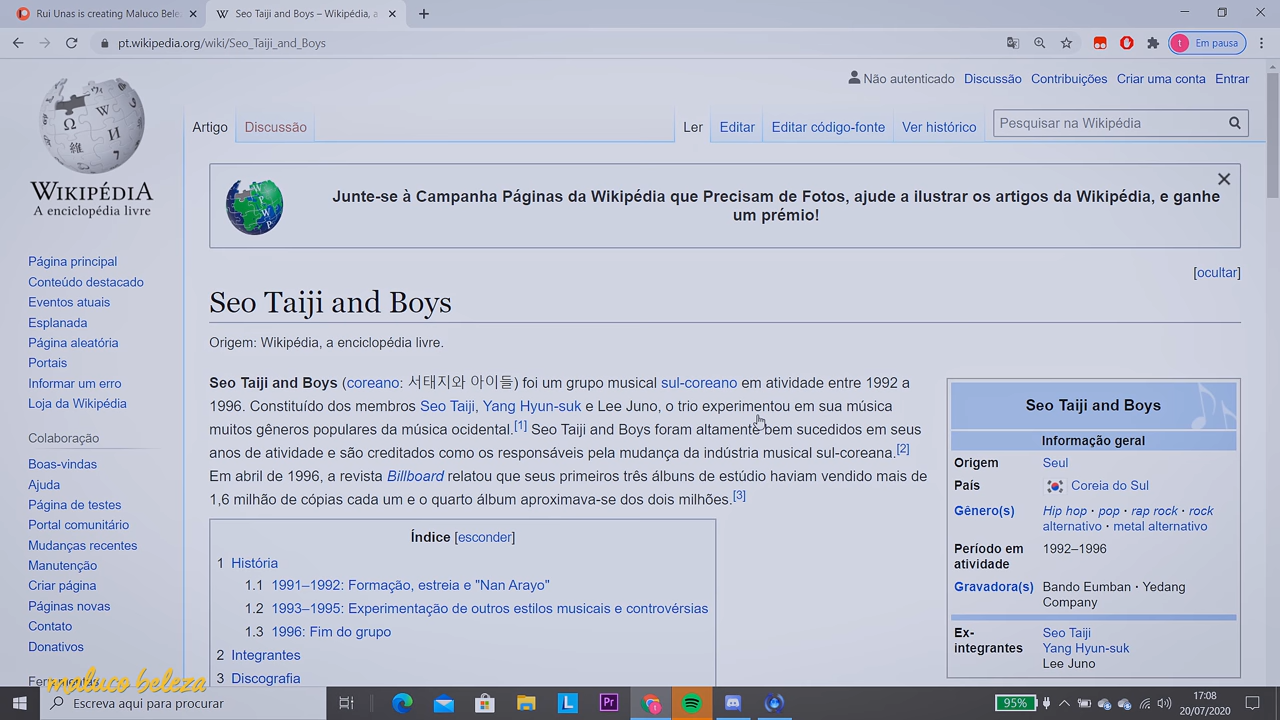 Rui Unas is creating Maluco Bele
Seo Taiji and Boys – Wikipédia, a
pt.wikipedia.org/wiki/Seo_Taiji_and_Boys
Em pausa
Não autenticado Discussão Contribuições Criar uma conta Entrar
Artigo Discussão Ler Editar Editar código-fonte Ver histórico Pesquisar na Wikipédia
WIKIPÉDIA
A enciclopédia livre
Junte-se à Campanha Páginas da Wikipédia que Precisam de Fotos, ajude a ilustrar os artigos da Wikipédia, e ganhe
um prémio!
[ocultar]
Página principal
Conteúdo destacado
Eventos atuais
Esplanada
Página aleatória
Portais
Informar um erro
Loja da Wikipédia
Colaboração
Boas-vindas
Ajuda
Página de testes
Portal comunitário
Mudanças recentes
Manutenção
Criar página
Páginas novas
Contato
Donativos
Seo Taiji and Boys
Origem: Wikipédia, a enciclopédia livre.
Seo Taiji and Boys (coreano: 서태지와 아이들) foi um grupo musical sul-coreano em atividade entre 1992 a
1996. Constituído dos membros Seo Taiji, Yang Hyun-suk e Lee Juno, o trio experimentou em sua música
muitos gêneros populares da música ocidental.[1] Seo Taiji and Boys foram altamente bem sucedidos em seus
anos de atividade e são creditados como os responsáveis pela mudança da indústria musical sul-coreana.[2]
Em abril de 1996, a revista Billboard relatou que seus primeiros três álbuns de estúdio haviam vendido mais de
1,6 milhão de cópias cada um e o quarto álbum aproximava-se dos dois milhões.[3]
Índice [esconder]
1 História
1.1 1991–1992: Formação, estreia e "Nan Arayo"
1.2 1993–1995: Experimentação de outros estilos musicais e controvérsias
1.3 1996: Fim do grupo
2 Integrantes
3 Discografia
Seo Taiji and Boys
Informação geral
Origem Seul
País Coreia do Sul
Gênero(s) Hip hop · pop · rap rock · rock
alternativo · metal alternativo
Período em
atividade 1992–1996
Gravadora(s) Bando Eumban · Yedang
Company
Ex-
integrantes Seo Taiji
Yang Hyun-suk
Lee Juno
maluco beleza
Escreva aqui para procurar
95%
17:08
20/07/2020